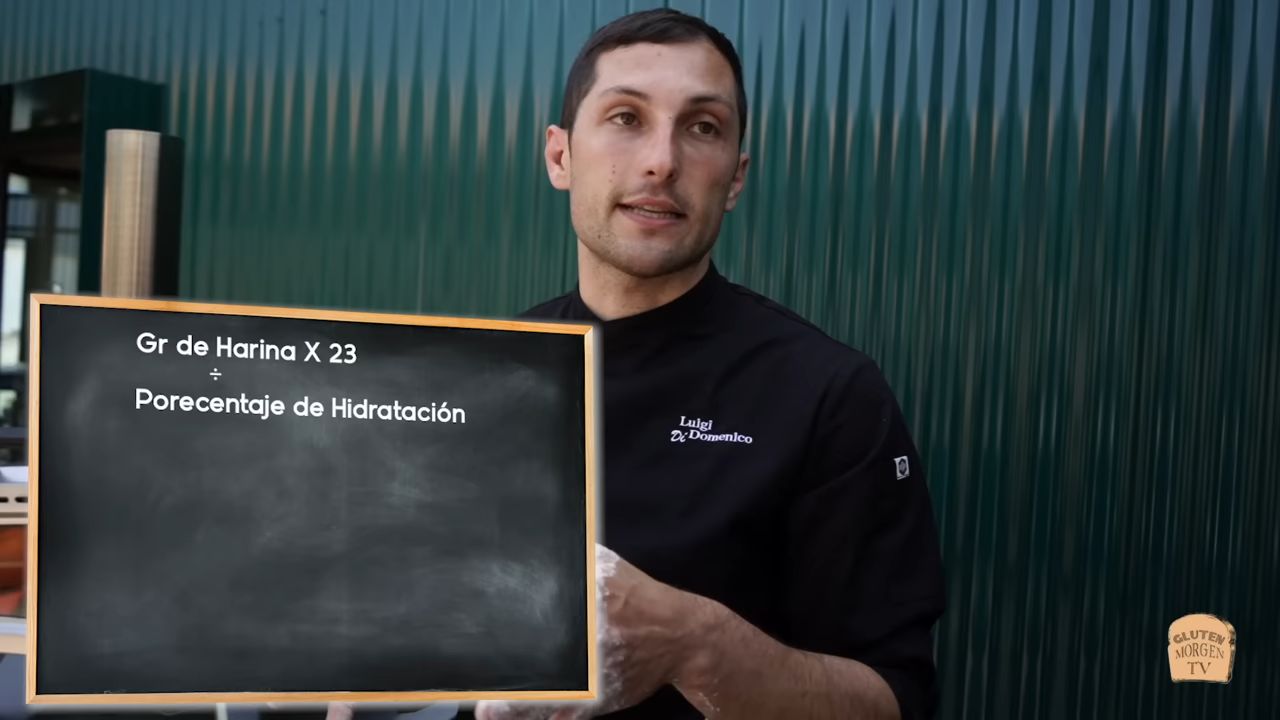 Gr de Harina X 23
÷
Porecentaje de Hidratación
Luigi
Di Domenico
GLUTEN
MORGEN
TV